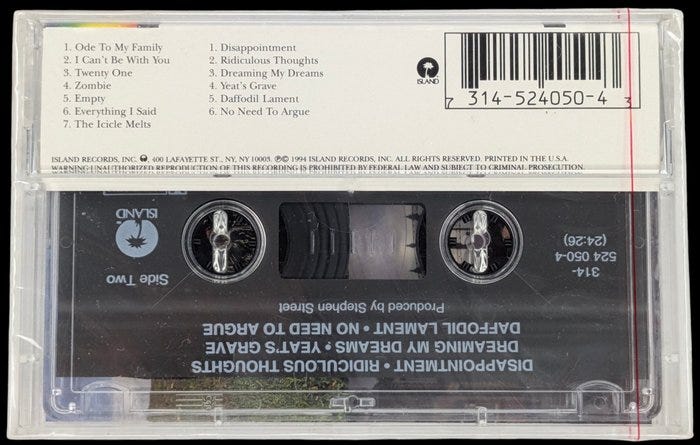 1. Ode To My Family
2. I Can't Be With You
3. Twenty One
4. Zombie
5. Empty
6. Everything I Said
7. The Icicle Melts
1. Disappointment
2. Ridiculous Thoughts
3. Dreaming My Dreams
4. Yeat's Grave
5. Daffodil Lament
6. No Need To Argue
ISLAND
7 314-524050-4 3
ISLAND RECORDS, INC. 400 LAFAYETTE ST., NY, NY 10003. ℗© 1994 ISLAND RECORDS, INC. ALL RIGHTS RESERVED. PRINTED IN THE U.S.A.
WARNING: UNAUTHORIZED REPRODUCTION OF THIS RECORDING IS PROHIBITED BY FEDERAL LAW AND SUBJECT TO CRIMINAL PROSECUTION.
DISAPPOINTMENT • RIDICULOUS THOUGHTS
DREAMING MY DREAMS • YEAT'S GRAVE
DAFFODIL LAMENT • NO NEED TO ARGUE
Produced by Stephen Street
314-
524 050-4
(24:26)
ISLAND
Side Two